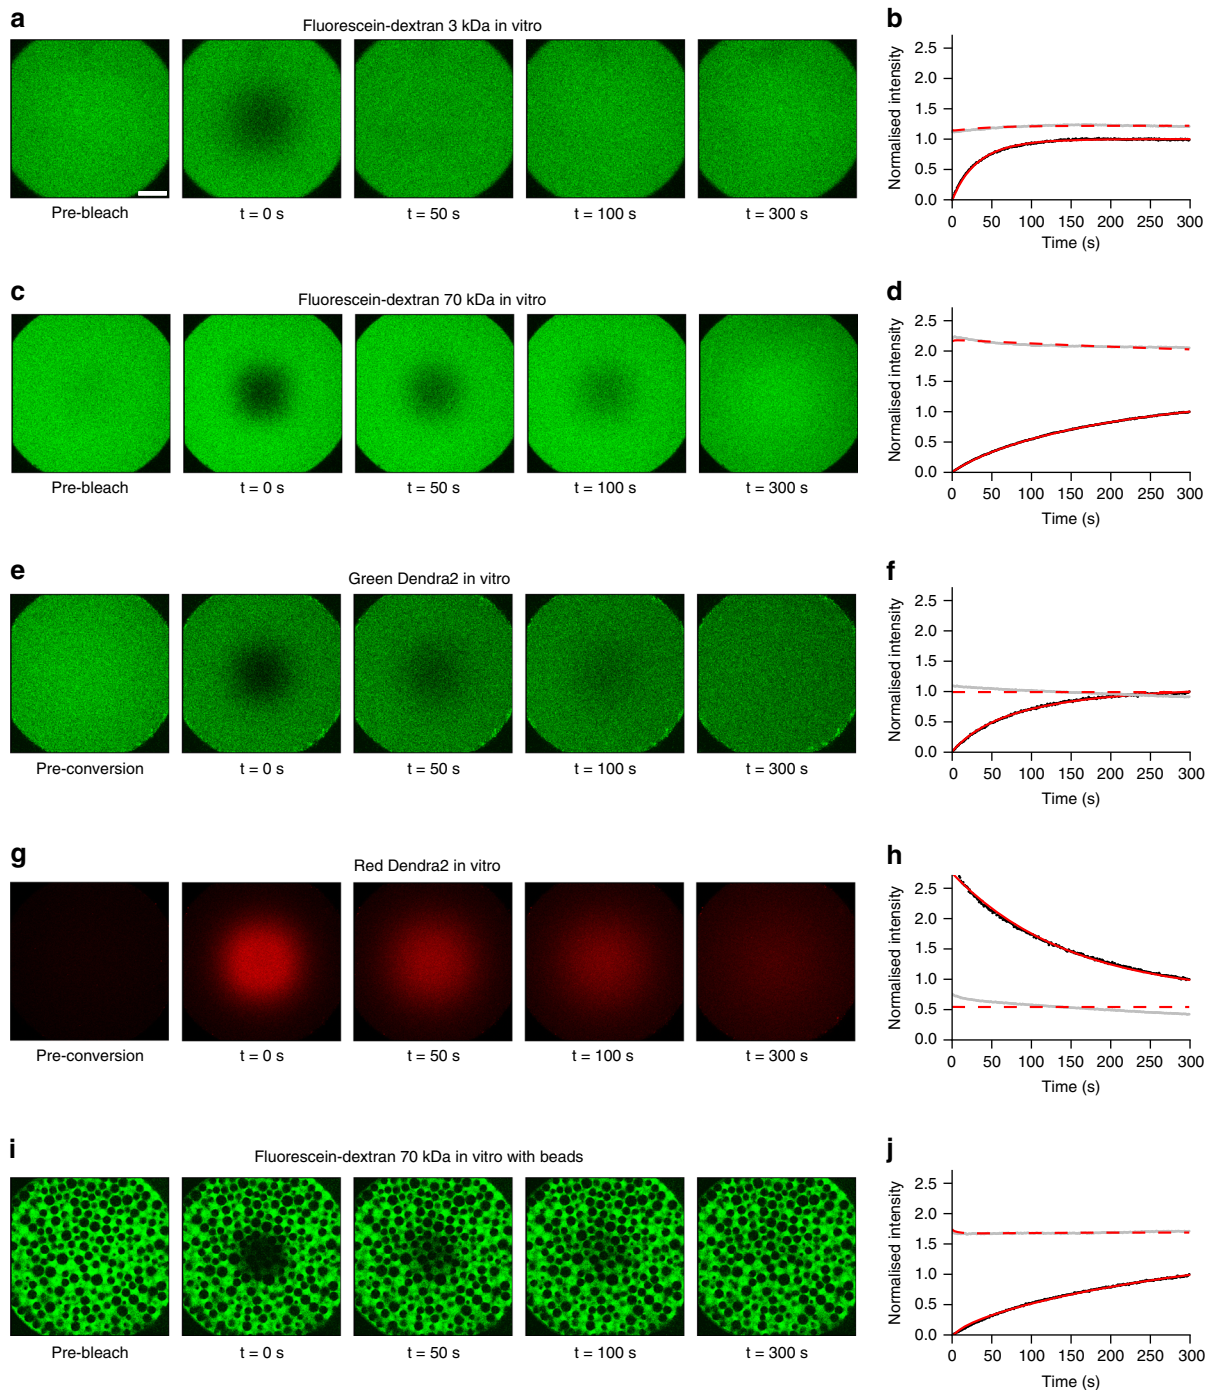 a
Fluorescein-dextran 3 kDa in vitro
Pre-bleach
t = 0 s
t = 50 s
t = 100 s
t = 300 s
b
Normalised intensity
2.5
2.0
1.5
1.0
0.5
0.0
0 50 100 150 200 250 300
Time (s)
c
Fluorescein-dextran 70 kDa in vitro
Pre-bleach
t = 0 s
t = 50 s
t = 100 s
t = 300 s
d
Normalised intensity
2.5
2.0
1.5
1.0
0.5
0.0
0 50 100 150 200 250 300
Time (s)
e
Green Dendra2 in vitro
Pre-conversion
t = 0 s
t = 50 s
t = 100 s
t = 300 s
f
Normalised intensity
2.5
2.0
1.5
1.0
0.5
0.0
0 50 100 150 200 250 300
Time (s)
g
Red Dendra2 in vitro
Pre-conversion
t = 0 s
t = 50 s
t = 100 s
t = 300 s
h
Normalised intensity
2.5
2.0
1.5
1.0
0.5
0.0
0 50 100 150 200 250 300
Time (s)
i
Fluorescein-dextran 70 kDa in vitro with beads
Pre-bleach
t = 0 s
t = 50 s
t = 100 s
t = 300 s
j
Normalised intensity
2.5
2.0
1.5
1.0
0.5
0.0
0 50 100 150 200 250 300
Time (s)